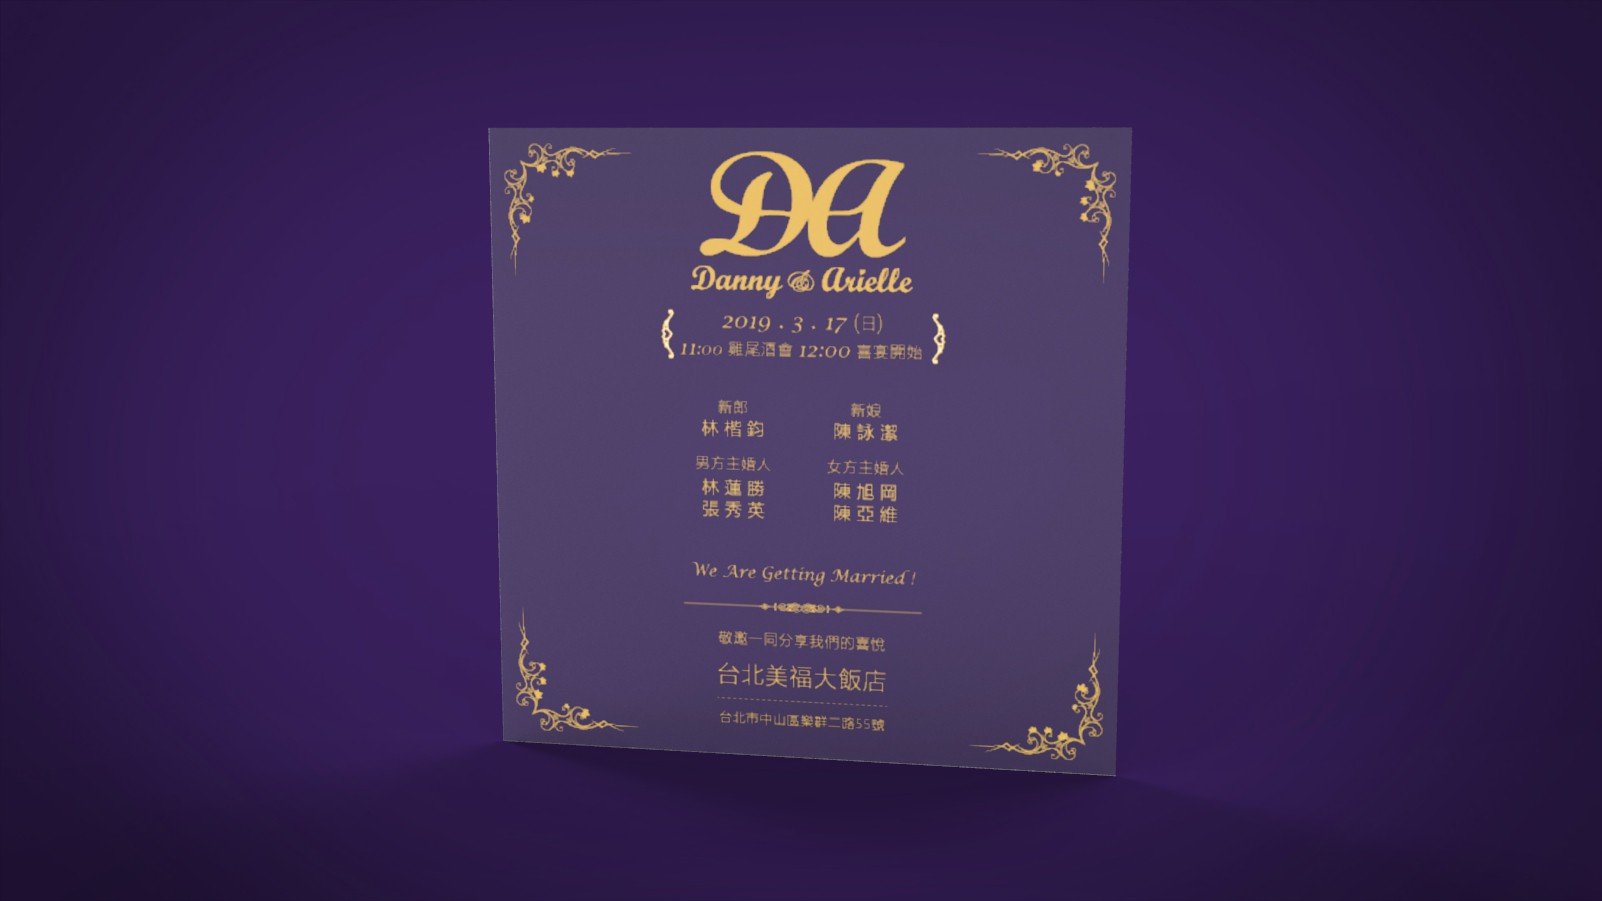 DA
Danny & Arielle
2019 . 3 . 17 (日)
11:00 雞尾酒會 12:00 喜宴開始
新郎
林楷鈞
新娘
陳詠潔
男方主婚人
林蓮勝
張秀英
女方主婚人
陳旭岡
陳亞維
We Are Getting Married !
敬邀一同分享我們的喜悅
台北美福大飯店
台北市中山區樂群二路55號